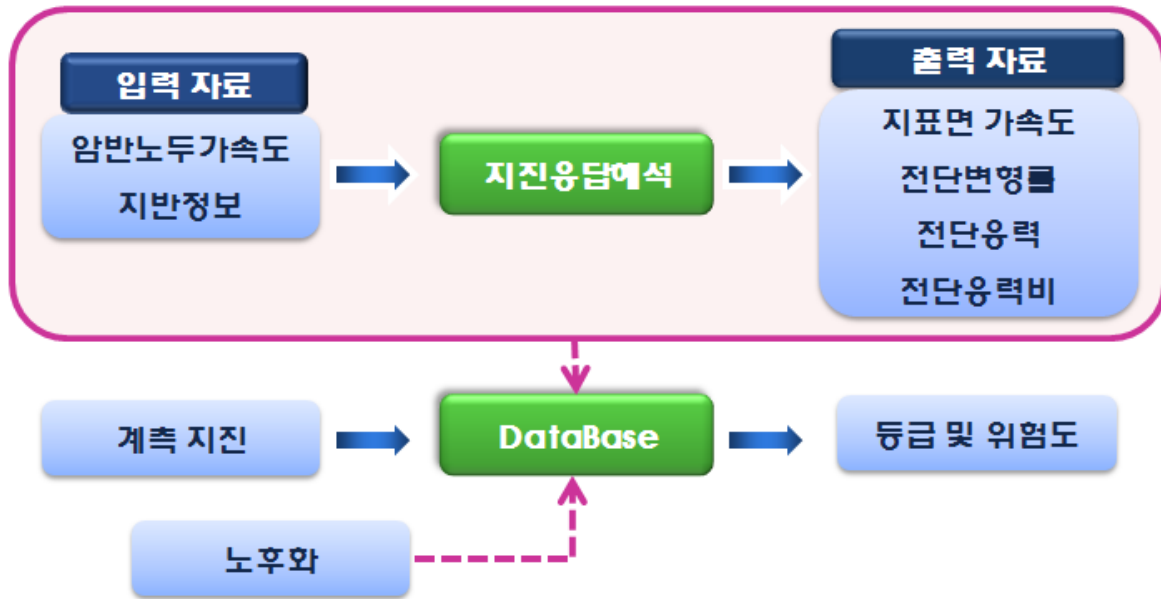 입력 자료
암반노두가속도
지반정보
지진응답해석
출력 자료
지표면 가속도
전단변형률
전단응력
전단응력비
계측 지진
DataBase
등급 및 위험도
노후화